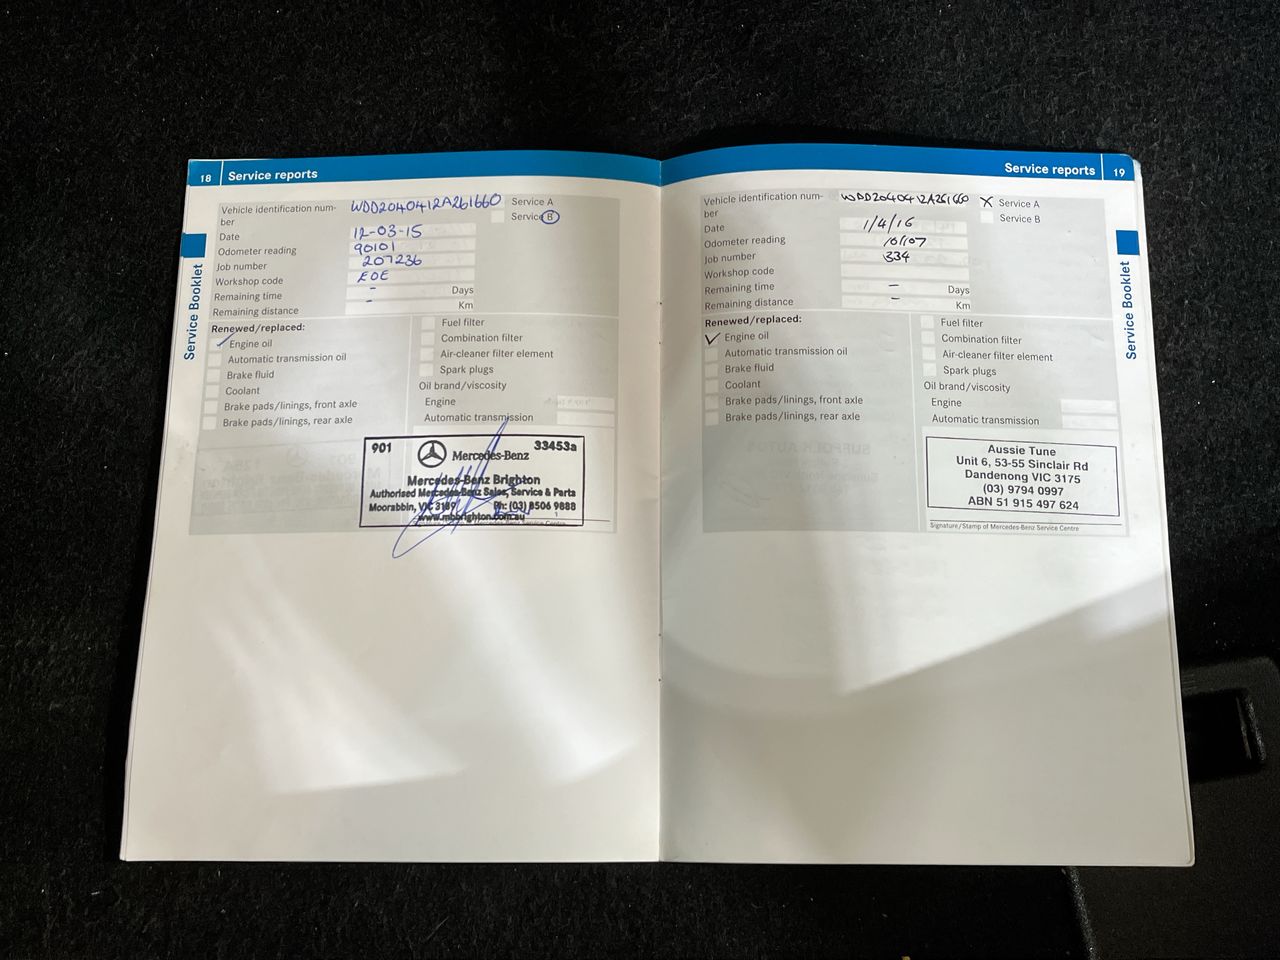 18 Service reports
Vehicle identification num-
ber WDD2040412A261660
Date 12-03-15
Odometer reading 90101
Job number 207236
Workshop code EOE
Remaining time - Days
Remaining distance - Km
Service A
Service B
Renewed/replaced:
Engine oil
Automatic transmission oil
Brake fluid
Coolant
Brake pads/linings, front axle
Brake pads/linings, rear axle
Fuel filter
Combination filter
Air-cleaner filter element
Spark plugs
Oil brand/viscosity
Engine
Automatic transmission
901 Mercedes-Benz 33453a
Mercedes-Benz Brighton
Authorised Mercedes-Benz Sales, Service & Parts
Moorabbin, VIC 3189 Ph: (03) 8506 9888
www.mbbrighton.com.au
Service Booklet
Service reports 19
Vehicle identification num-
ber WDD2040412A261660
Date 1/4/16
Odometer reading
Job number 334
Workshop code
Remaining time - Days
Remaining distance - Km
X Service A
Service B
Renewed/replaced:
Engine oil
Automatic transmission oil
Brake fluid
Coolant
Brake pads/linings, front axle
Brake pads/linings, rear axle
Fuel filter
Combination filter
Air-cleaner filter element
Spark plugs
Oil brand/viscosity
Engine
Automatic transmission
Aussie Tune
Unit 6, 53-55 Sinclair Rd
Dandenong VIC 3175
(03) 9794 0997
ABN 51 915 497 624
Signature/Stamp of Mercedes-Benz Service Centre
Service Booklet